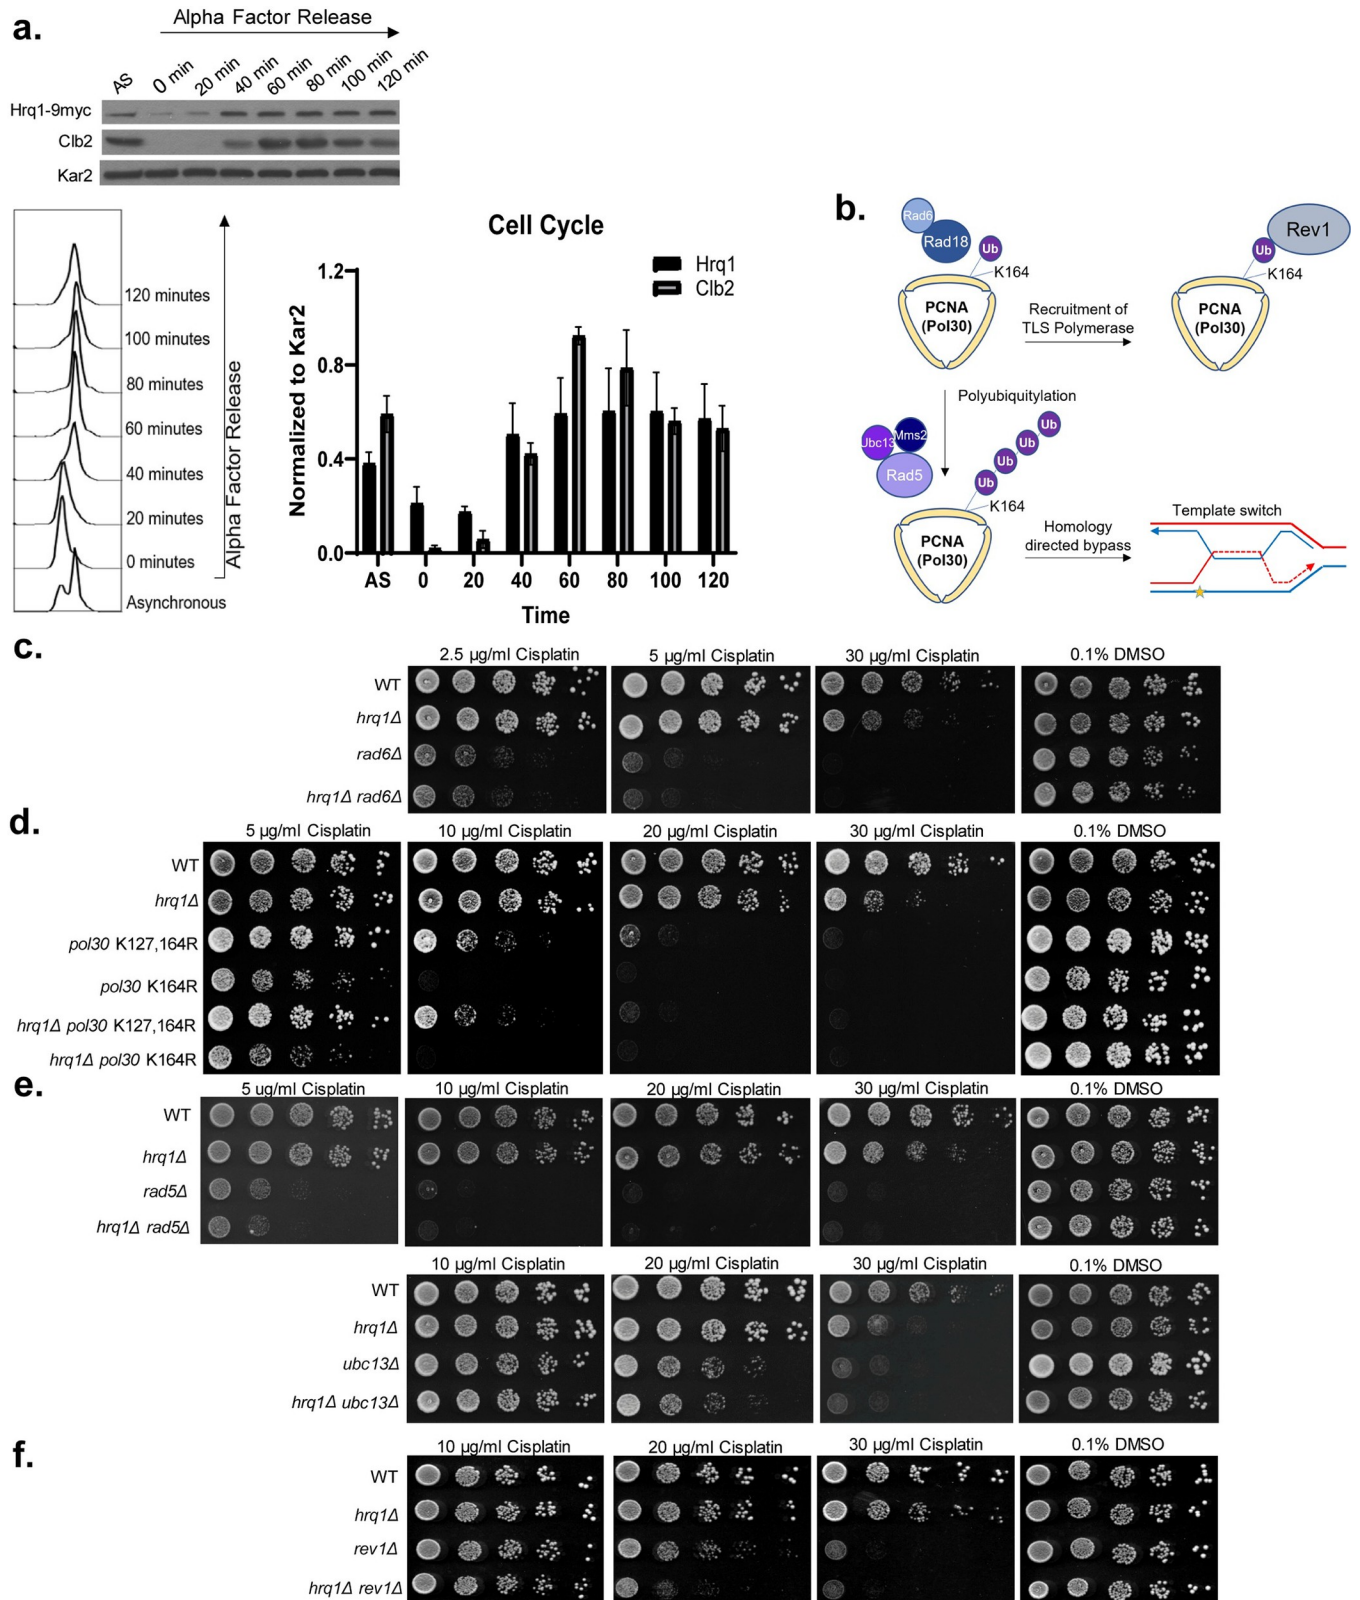 a.
Alpha Factor Release
AS
0 min
20 min
40 min
60 min
80 min
100 min
120 min
Hrq1-9myc
Clb2
Kar2
120 minutes
100 minutes
80 minutes
60 minutes
40 minutes
20 minutes
0 minutes
Asynchronous
Alpha Factor Release
Cell Cycle
Hrq1
Clb2
Normalized to Kar2
1.2
0.8
0.4
0.0
AS 0 20 40 60 80 100 120
Time
b.
Rad6
Rad18
Ub
K164
PCNA
(Pol30)
Recruitment of
TLS Polymerase
Rev1
Ub
K164
PCNA
(Pol30)
Polyubiquitylation
Ubc13
Mms2
Rad5
Ub
Ub
Ub
Ub
K164
PCNA
(Pol30)
Homology
directed bypass
Template switch
c.
2.5 µg/ml Cisplatin 5 µg/ml Cisplatin 30 µg/ml Cisplatin 0.1% DMSO
WT
hrq1Δ
rad6Δ
hrq1Δ rad6Δ
d.
5 µg/ml Cisplatin 10 µg/ml Cisplatin 20 µg/ml Cisplatin 30 µg/ml Cisplatin 0.1% DMSO
WT
hrq1Δ
pol30 K127,164R
pol30 K164R
hrq1Δ pol30 K127,164R
hrq1Δ pol30 K164R
e.
5 ug/ml Cisplatin 10 µg/ml Cisplatin 20 µg/ml Cisplatin 30 µg/ml Cisplatin 0.1% DMSO
WT
hrq1Δ
rad5Δ
hrq1Δ rad5Δ
10 µg/ml Cisplatin 20 µg/ml Cisplatin 30 µg/ml Cisplatin 0.1% DMSO
WT
hrq1Δ
ubc13Δ
hrq1Δ ubc13Δ
f.
10 µg/ml Cisplatin 20 µg/ml Cisplatin 30 µg/ml Cisplatin 0.1% DMSO
WT
hrq1Δ
rev1Δ
hrq1Δ rev1Δ